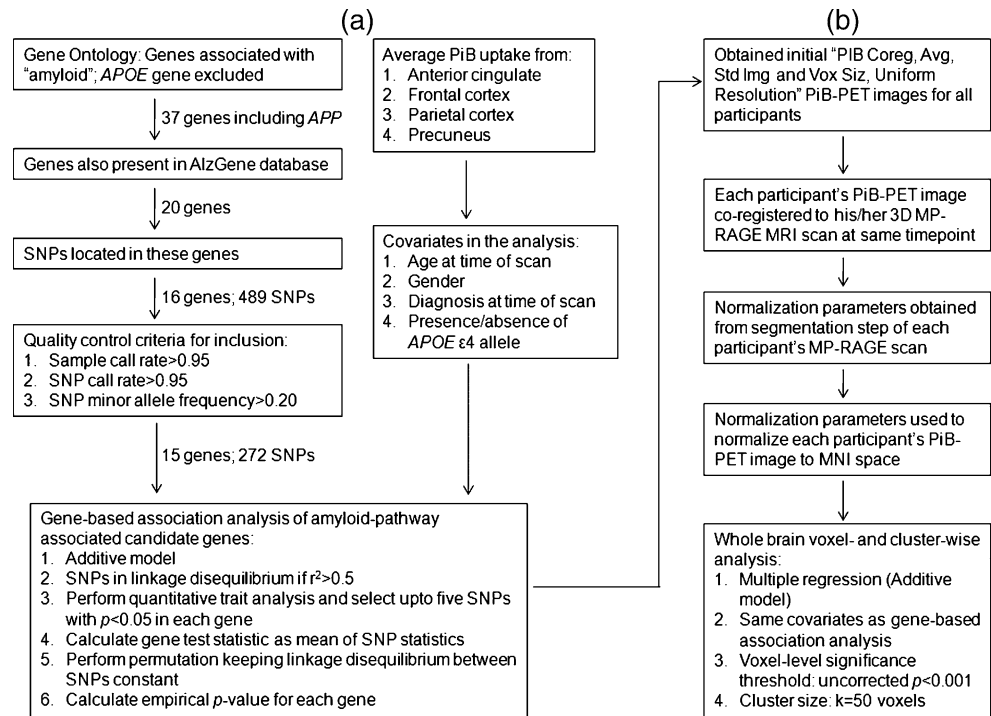 (a)
Gene Ontology: Genes associated with
"amyloid"; APOE gene excluded
37 genes including APP
Genes also present in AlzGene database
20 genes
SNPs located in these genes
16 genes; 489 SNPs
Quality control criteria for inclusion:
1. Sample call rate>0.95
2. SNP call rate>0.95
3. SNP minor allele frequency>0.20
15 genes; 272 SNPs
Average PiB uptake from:
1. Anterior cingulate
2. Frontal cortex
3. Parietal cortex
4. Precuneus
Covariates in the analysis:
1. Age at time of scan
2. Gender
3. Diagnosis at time of scan
4. Presence/absence of
APOE ε4 allele
Gene-based association analysis of amyloid-pathway
associated candidate genes:
1. Additive model
2. SNPs in linkage disequilibrium if r²>0.5
3. Perform quantitative trait analysis and select upto five SNPs
with p<0.05 in each gene
4. Calculate gene test statistic as mean of SNP statistics
5. Perform permutation keeping linkage disequilibrium between
SNPs constant
6. Calculate empirical p-value for each gene
(b)
Obtained initial "PIB Coreg, Avg,
Std Img and Vox Siz, Uniform
Resolution" PiB-PET images for all
participants
Each participant's PiB-PET image
co-registered to his/her 3D MP-
RAGE MRI scan at same timepoint
Normalization parameters obtained
from segmentation step of each
participant's MP-RAGE scan
Normalization parameters used to
normalize each participant's PiB-
PET image to MNI space
Whole brain voxel- and cluster-wise
analysis:
1. Multiple regression (Additive
model)
2. Same covariates as gene-based
association analysis
3. Voxel-level significance
threshold: uncorrected p<0.001
4. Cluster size: k=50 voxels